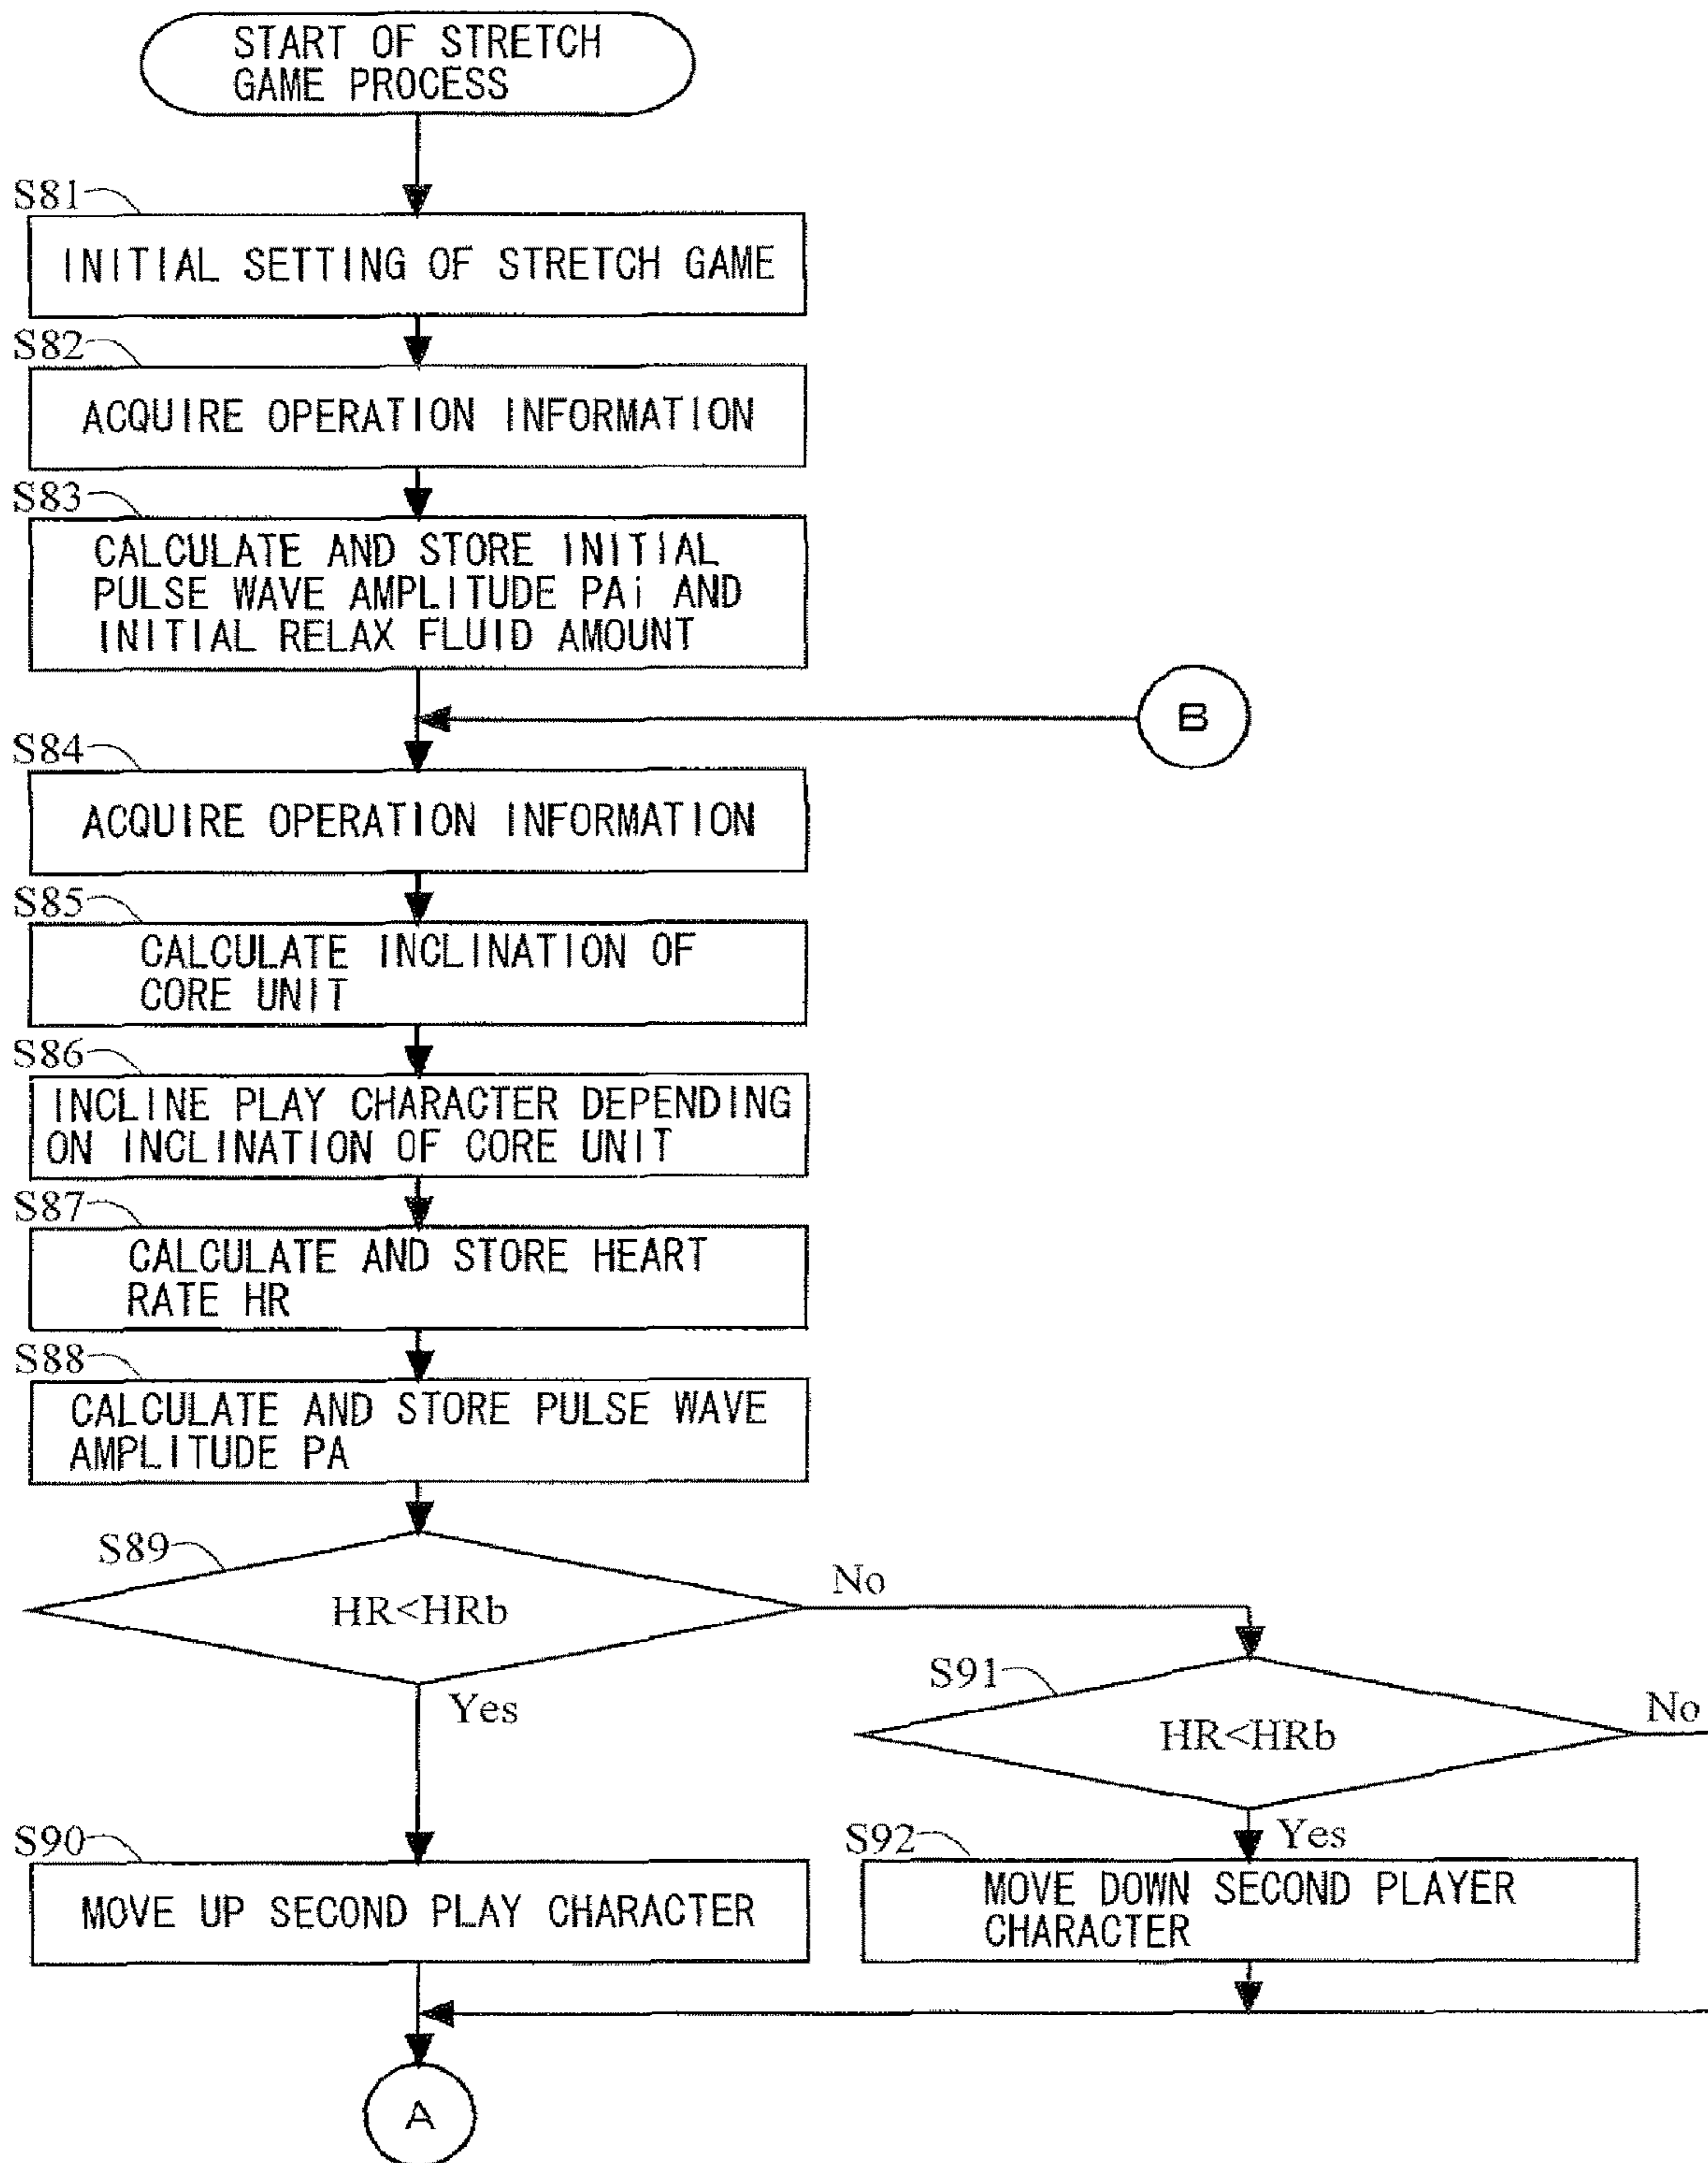 START OF STRETCH
GAME PROCESS
S81
INITIAL SETTING OF STRETCH GAME
S82
ACQUIRE OPERATION INFORMATION
S83
CALCULATE AND STORE INITIAL
PULSE WAVE AMPLITUDE PAi AND
INITIAL RELAX FLUID AMOUNT
B
S84
ACQUIRE OPERATION INFORMATION
S85
CALCULATE INCLINATION OF
CORE UNIT
S86
INCLINE PLAY CHARACTER DEPENDING
ON INCLINATION OF CORE UNIT
S87
CALCULATE AND STORE HEART
RATE HR
S88
CALCULATE AND STORE PULSE WAVE
AMPLITUDE PA
S89
HR<HRb
No
Yes
S91
HR<HRb
No
Yes
S90
MOVE UP SECOND PLAY CHARACTER
S92
MOVE DOWN SECOND PLAYER
CHARACTER
A